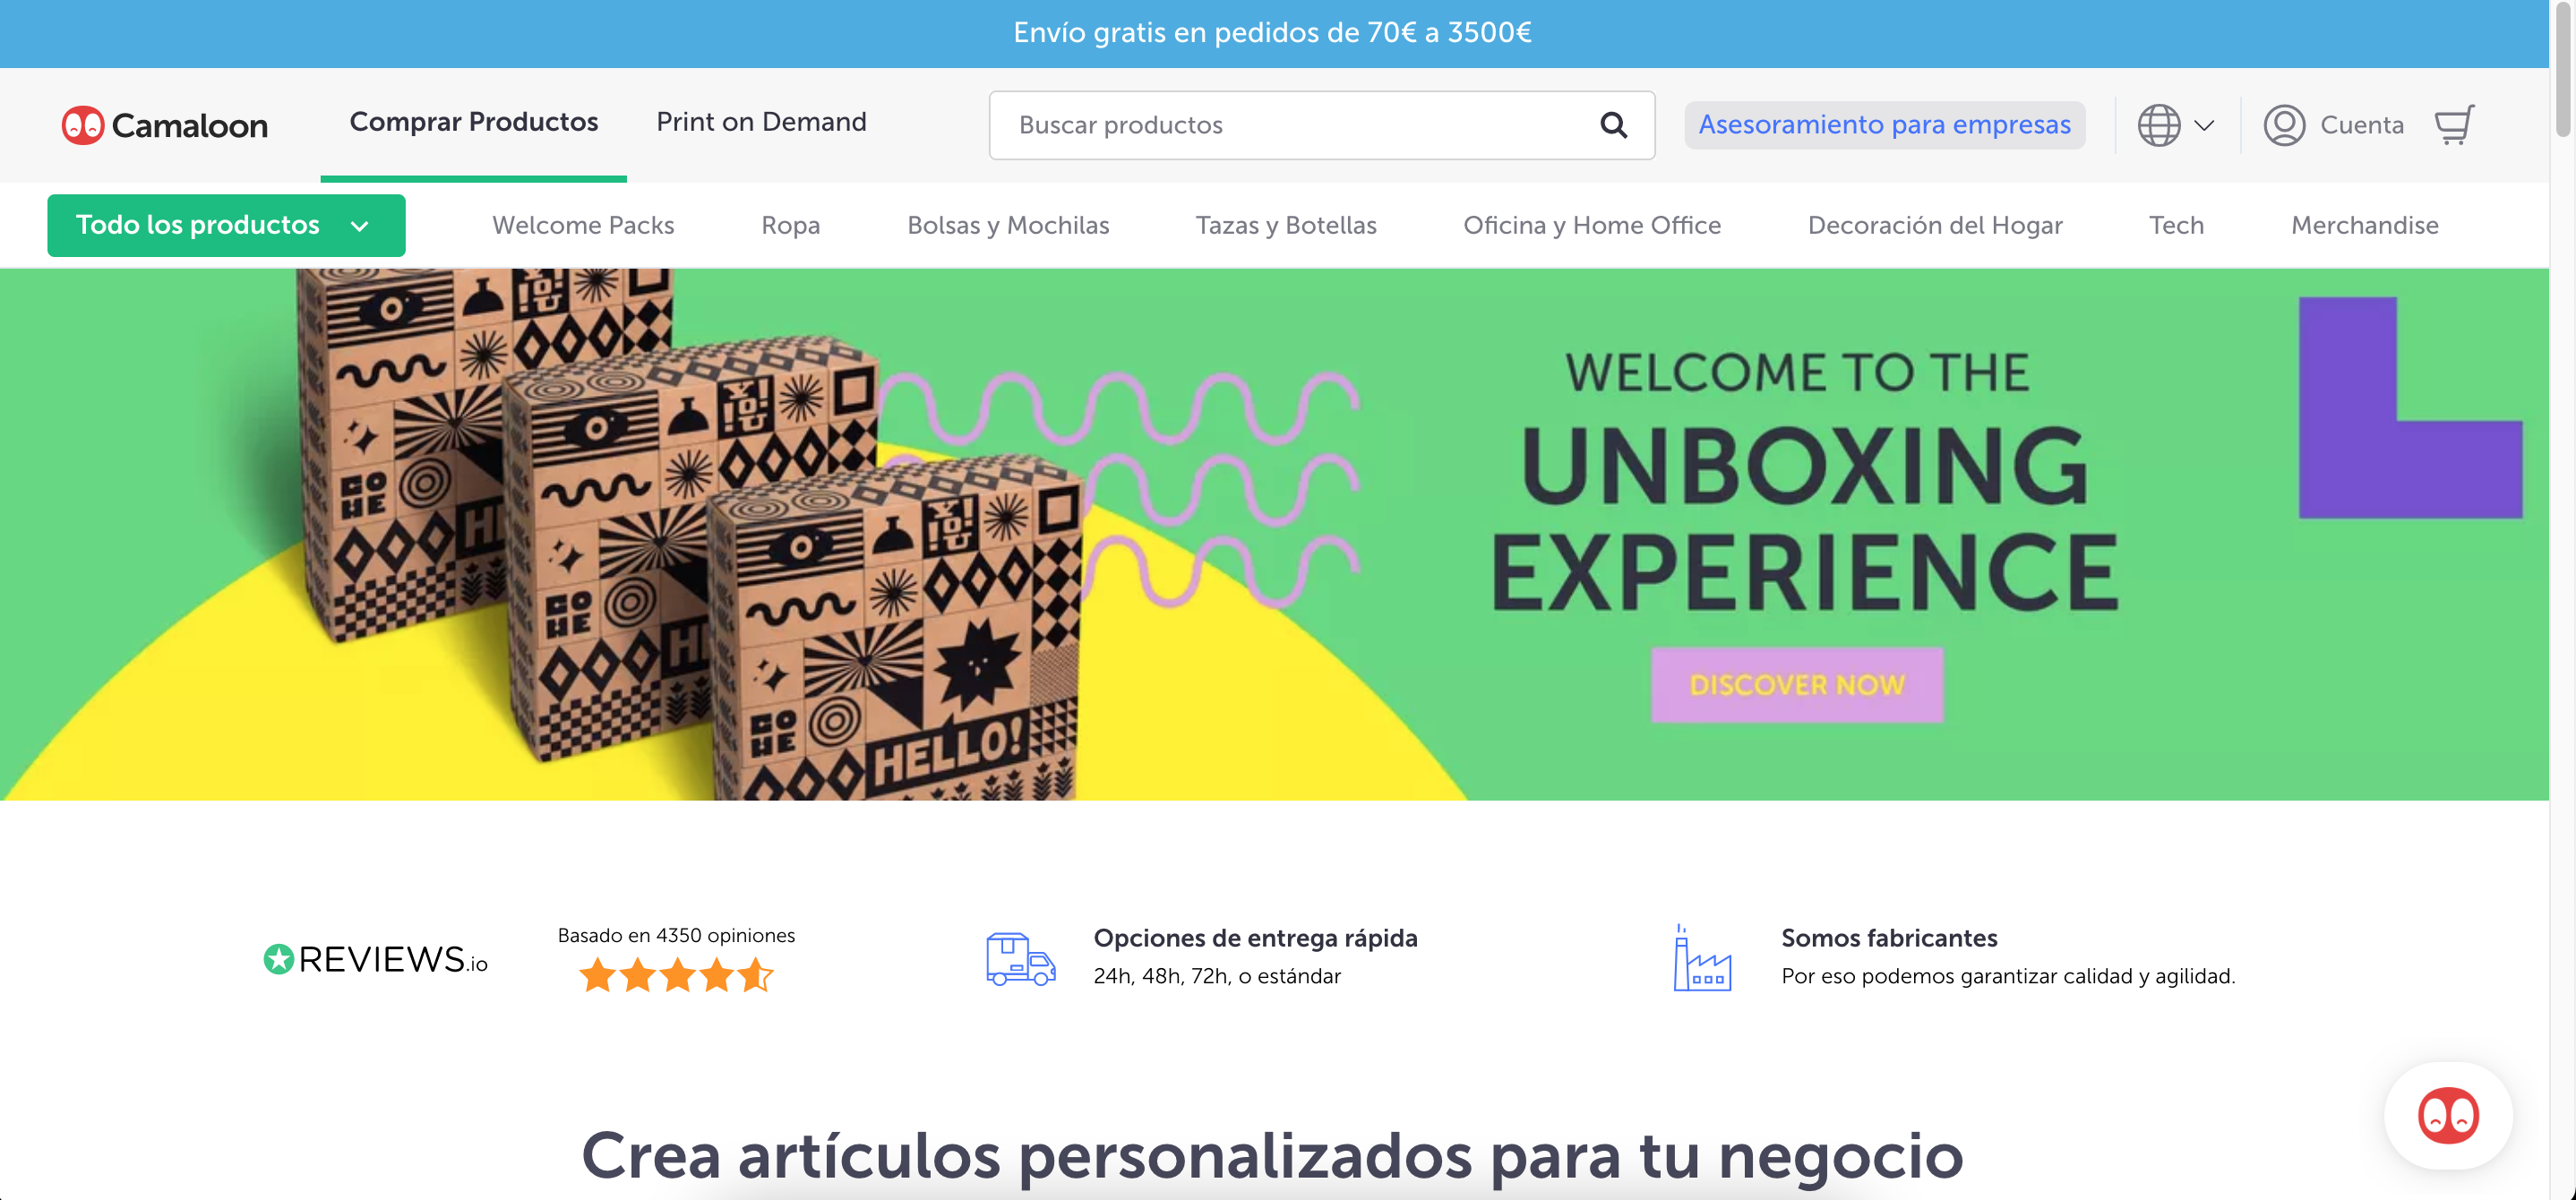 Envío gratis en pedidos de 70€ a 3500€
Camaloon
Comprar Productos
Print on Demand
Buscar productos
Asesoramiento para empresas
Cuenta
Todo los productos
Welcome Packs
Ropa
Bolsas y Mochilas
Tazas y Botellas
Oficina y Home Office
Decoración del Hogar
Tech
Merchandise
HELLO!
WELCOME TO THE
UNBOXING
EXPERIENCE
DISCOVER NOW
REVIEWS.io
Basado en 4350 opiniones
Opciones de entrega rápida
24h, 48h, 72h, o estándar
Somos fabricantes
Por eso podemos garantizar calidad y agilidad.
Crea artículos personalizados para tu negocio